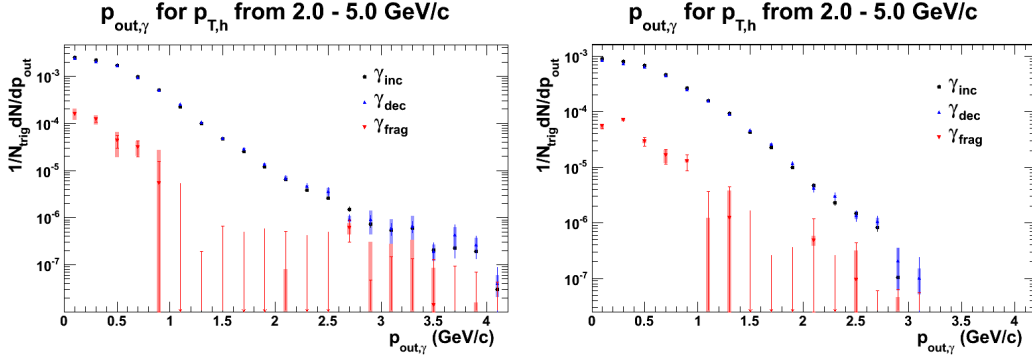 p_out,γ for p_T,h from 2.0 - 5.0 GeV/c
1/N_trig dN/dp_out
10^-3
10^-4
10^-5
10^-6
10^-7
γ_inc
γ_dec
γ_frag
0 0.5 1 1.5 2 2.5 3 3.5 4
p_out,γ (GeV/c)
p_out,γ for p_T,h from 2.0 - 5.0 GeV/c
1/N_trig dN/dp_out
10^-3
10^-4
10^-5
10^-6
10^-7
γ_inc
γ_dec
γ_frag
0 0.5 1 1.5 2 2.5 3 3.5 4
p_out,γ (GeV/c)